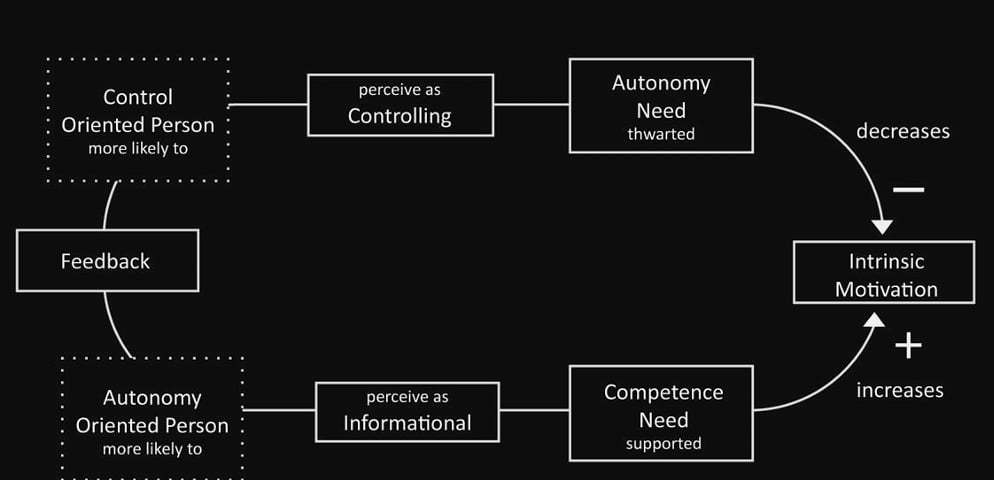 Control
Oriented Person
more likely to
perceive as
Controlling
Autonomy
Need
thwarted
decreases
−
Feedback
Intrinsic
Motivation
Autonomy
Oriented Person
more likely to
perceive as
Informational
Competence
Need
supported
+
increases